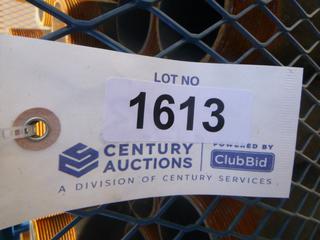 LOT NO
1613
CENTURY AUCTIONS
POWERED BY
ClubBid
A DIVISION OF CENTURY SERVICES